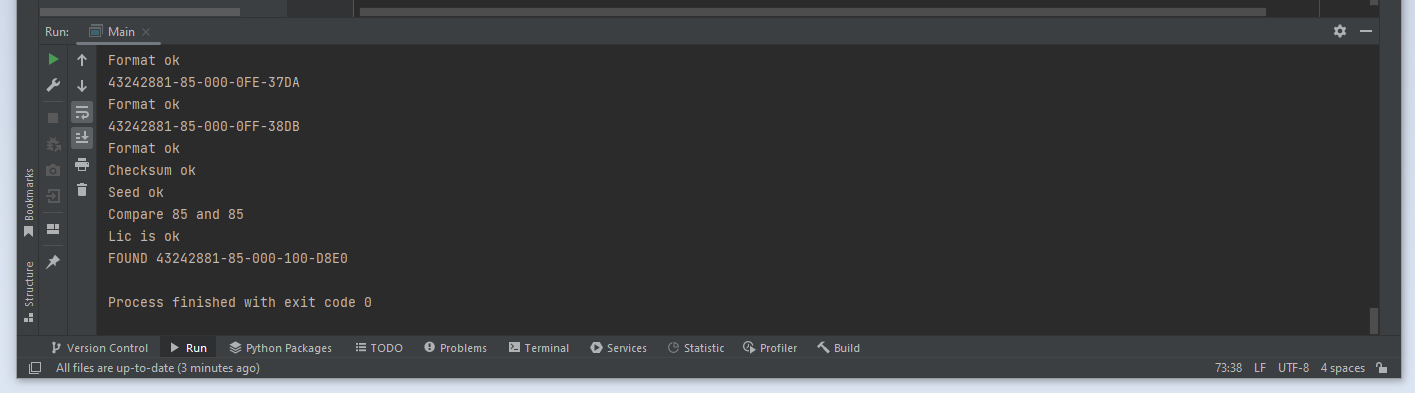 Run: Main
Format ok
43242881-85-000-0FE-37DA
Format ok
43242881-85-000-0FF-38DB
Format ok
Checksum ok
Seed ok
Compare 85 and 85
Lic is ok
FOUND 43242881-85-000-100-D8E0
Process finished with exit code 0
Bookmarks
Structure
Version Control Run Python Packages TODO Problems Terminal Services Statistic Profiler Build
All files are up-to-date (3 minutes ago) 73:38 LF UTF-8 4 spaces